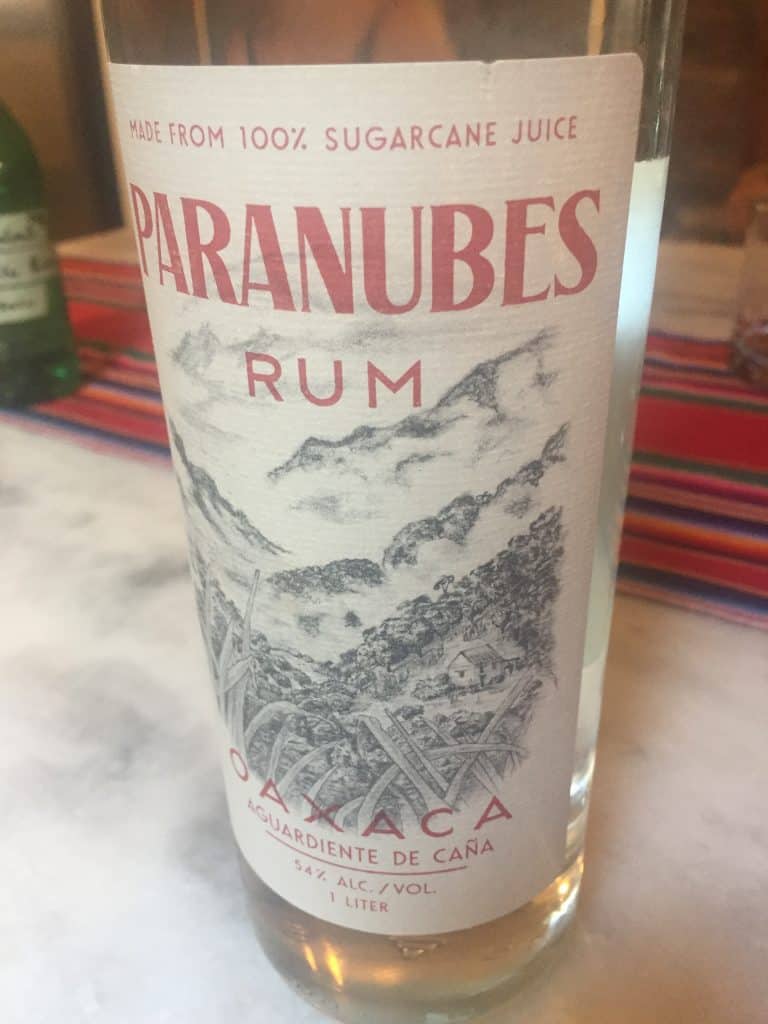 MADE FROM 100% SUGARCANE JUICE
PARANUBES
RUM
OAXACA
AGUARDIENTE DE CAÑA
54% ALC./VOL.
1 LITER